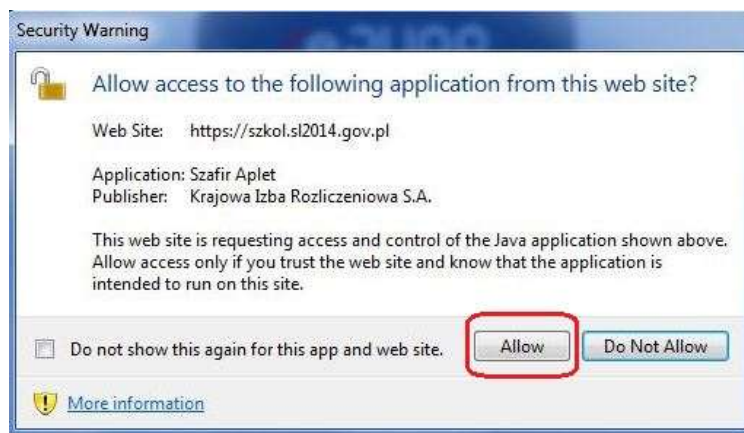 Security Warning
Allow access to the following application from this web site?
Web Site: https://szkol.sl2014.gov.pl
Application: Szafir Aplet
Publisher: Krajowa Izba Rozliczeniowa S.A.
This web site is requesting access and control of the Java application shown above.
Allow access only if you trust the web site and know that the application is
intended to run on this site.
Do not show this again for this app and web site. Allow Do Not Allow
More information